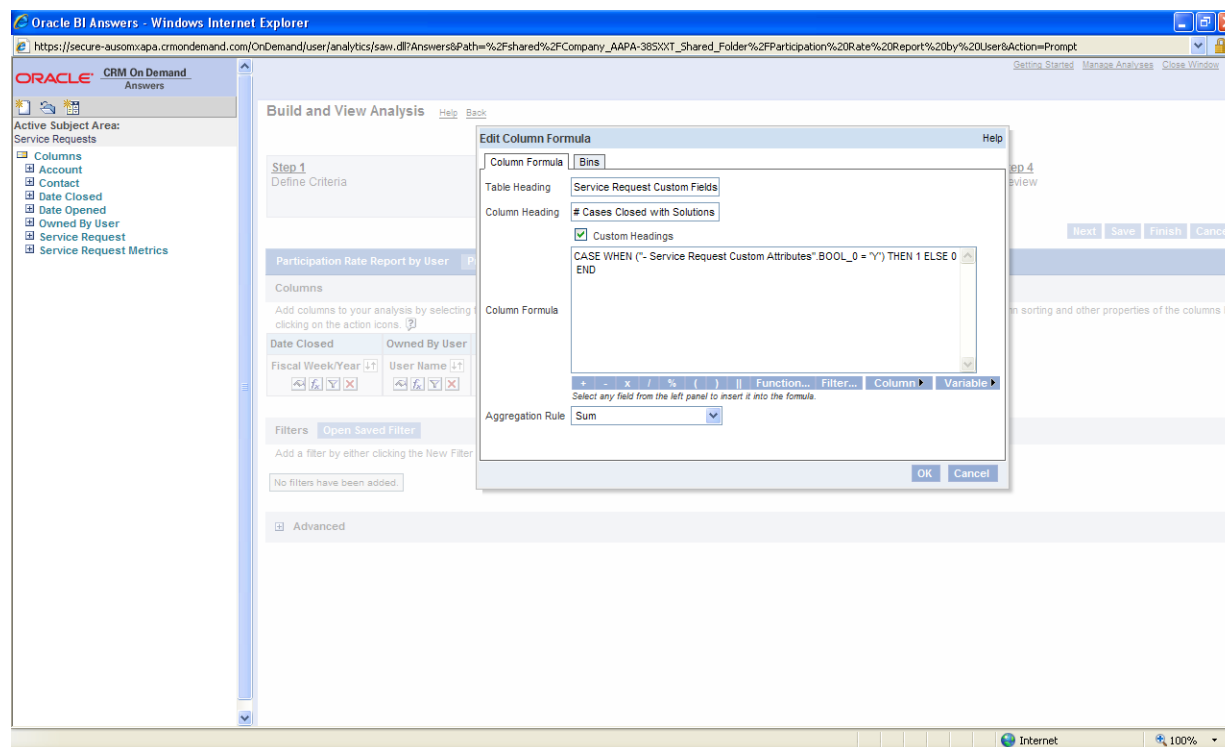 Oracle BI Answers - Windows Internet Explorer
https://secure-ausomxapa.crmondemand.com/OnDemand/user/analytics/saw.dll?Answers&Path=%2Fshared%2FCompany_AAPA-38SXXT_Shared_Folder%2FParticipation%20Rate%20Report%20by%20User&Action=Prompt
ORACLE CRM On Demand
Answers
Getting Started Manage Analyses Close Window
Active Subject Area:
Service Requests
Columns
Account
Contact
Date Closed
Date Opened
Owned By User
Service Request
Service Request Metrics
Build and View Analysis Help Back
Step 1
Define Criteria
ep 4
eview
Next Save Finish Cance
Participation Rate Report by User P
Columns
Add columns to your analysis by selecting
n sorting and other properties of the columns
clicking on the action icons.
Date Closed Owned By User
Fiscal Week/Year User Name
Filters Open Saved Filter
Add a filter by either clicking the New Filter
No filters have been added.
Advanced
Edit Column Formula Help
Column Formula Bins
Table Heading Service Request Custom Fields
Column Heading # Cases Closed with Solutions
Custom Headings
Column Formula
CASE WHEN ("- Service Request Custom Attributes".BOOL_0 = 'Y') THEN 1 ELSE 0
END
+ - x / % ( ) || Function... Filter... Column Variable
Select any field from the left panel to insert it into the formula.
Aggregation Rule Sum
OK Cancel
Internet 100%